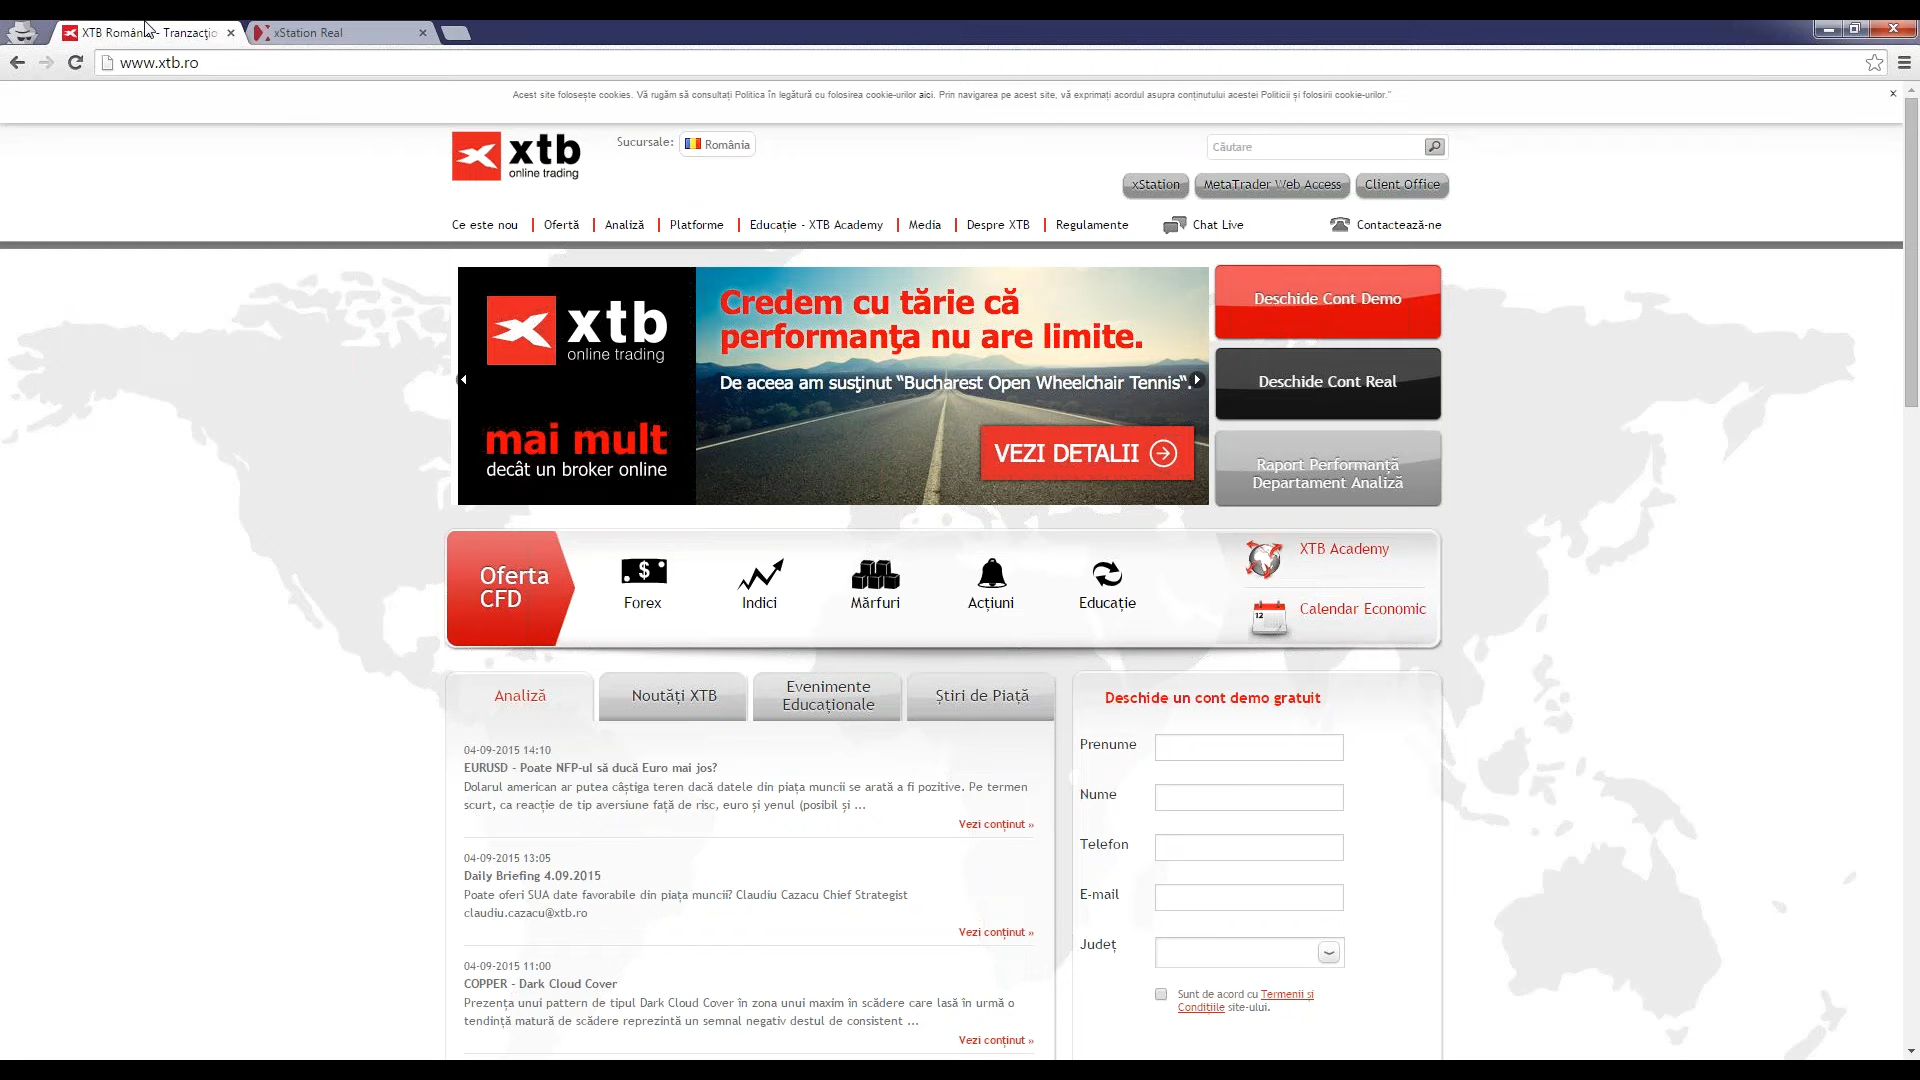 XTB România - Tranzacțio
xStation Real
www.xtb.ro
Acest site folosește cookies. Vă rugăm să consultați Politica în legătură cu folosirea cookie-urilor aici. Prin navigarea pe acest site, vă exprimați acordul asupra conținutului acestei Politicii și folosirii cookie-urilor."
xtb
online trading
Sucursale:
România
Căutare
xStation
MetaTrader Web Access
Client Office
Ce este nou
Ofertă
Analiză
Platforme
Educație - XTB Academy
Media
Despre XTB
Regulamente
Chat Live
Contactează-ne
xtb
online trading
mai mult
decât un broker online
Credem cu tărie că
performanța nu are limite.
De aceea am susținut “Bucharest Open Wheelchair Tennis“.
VEZI DETALII
Deschide Cont Demo
Deschide Cont Real
Raport Performanță
Departament Analiză
Oferta
CFD
$
Forex
Indici
Mărfuri
Acțiuni
Educație
XTB Academy
12
Calendar Economic
Analiză
Noutăți XTB
Evenimente
Educaționale
Știri de Piață
04-09-2015 14:10
EURUSD - Poate NFP-ul să ducă Euro mai jos?
Dolarul american ar putea câștiga teren dacă datele din piața muncii se arată a fi pozitive. Pe termen
scurt, ca reacție de tip aversiune față de risc, euro și yenul (posibil și ...
Vezi conținut »
04-09-2015 13:05
Daily Briefing 4.09.2015
Poate oferi SUA date favorabile din piața muncii? Claudiu Cazacu Chief Strategist
claudiu.cazacu@xtb.ro
Vezi conținut »
04-09-2015 11:00
COPPER - Dark Cloud Cover
Prezența unui pattern de tipul Dark Cloud Cover în zona unui maxim în scădere care lasă în urmă o
tendință matură de scădere reprezintă un semnal negativ destul de consistent ...
Vezi conținut »
Deschide un cont demo gratuit
Prenume
Nume
Telefon
E-mail
Județ
Sunt de acord cu Termenii și
Condițiile site-ului.